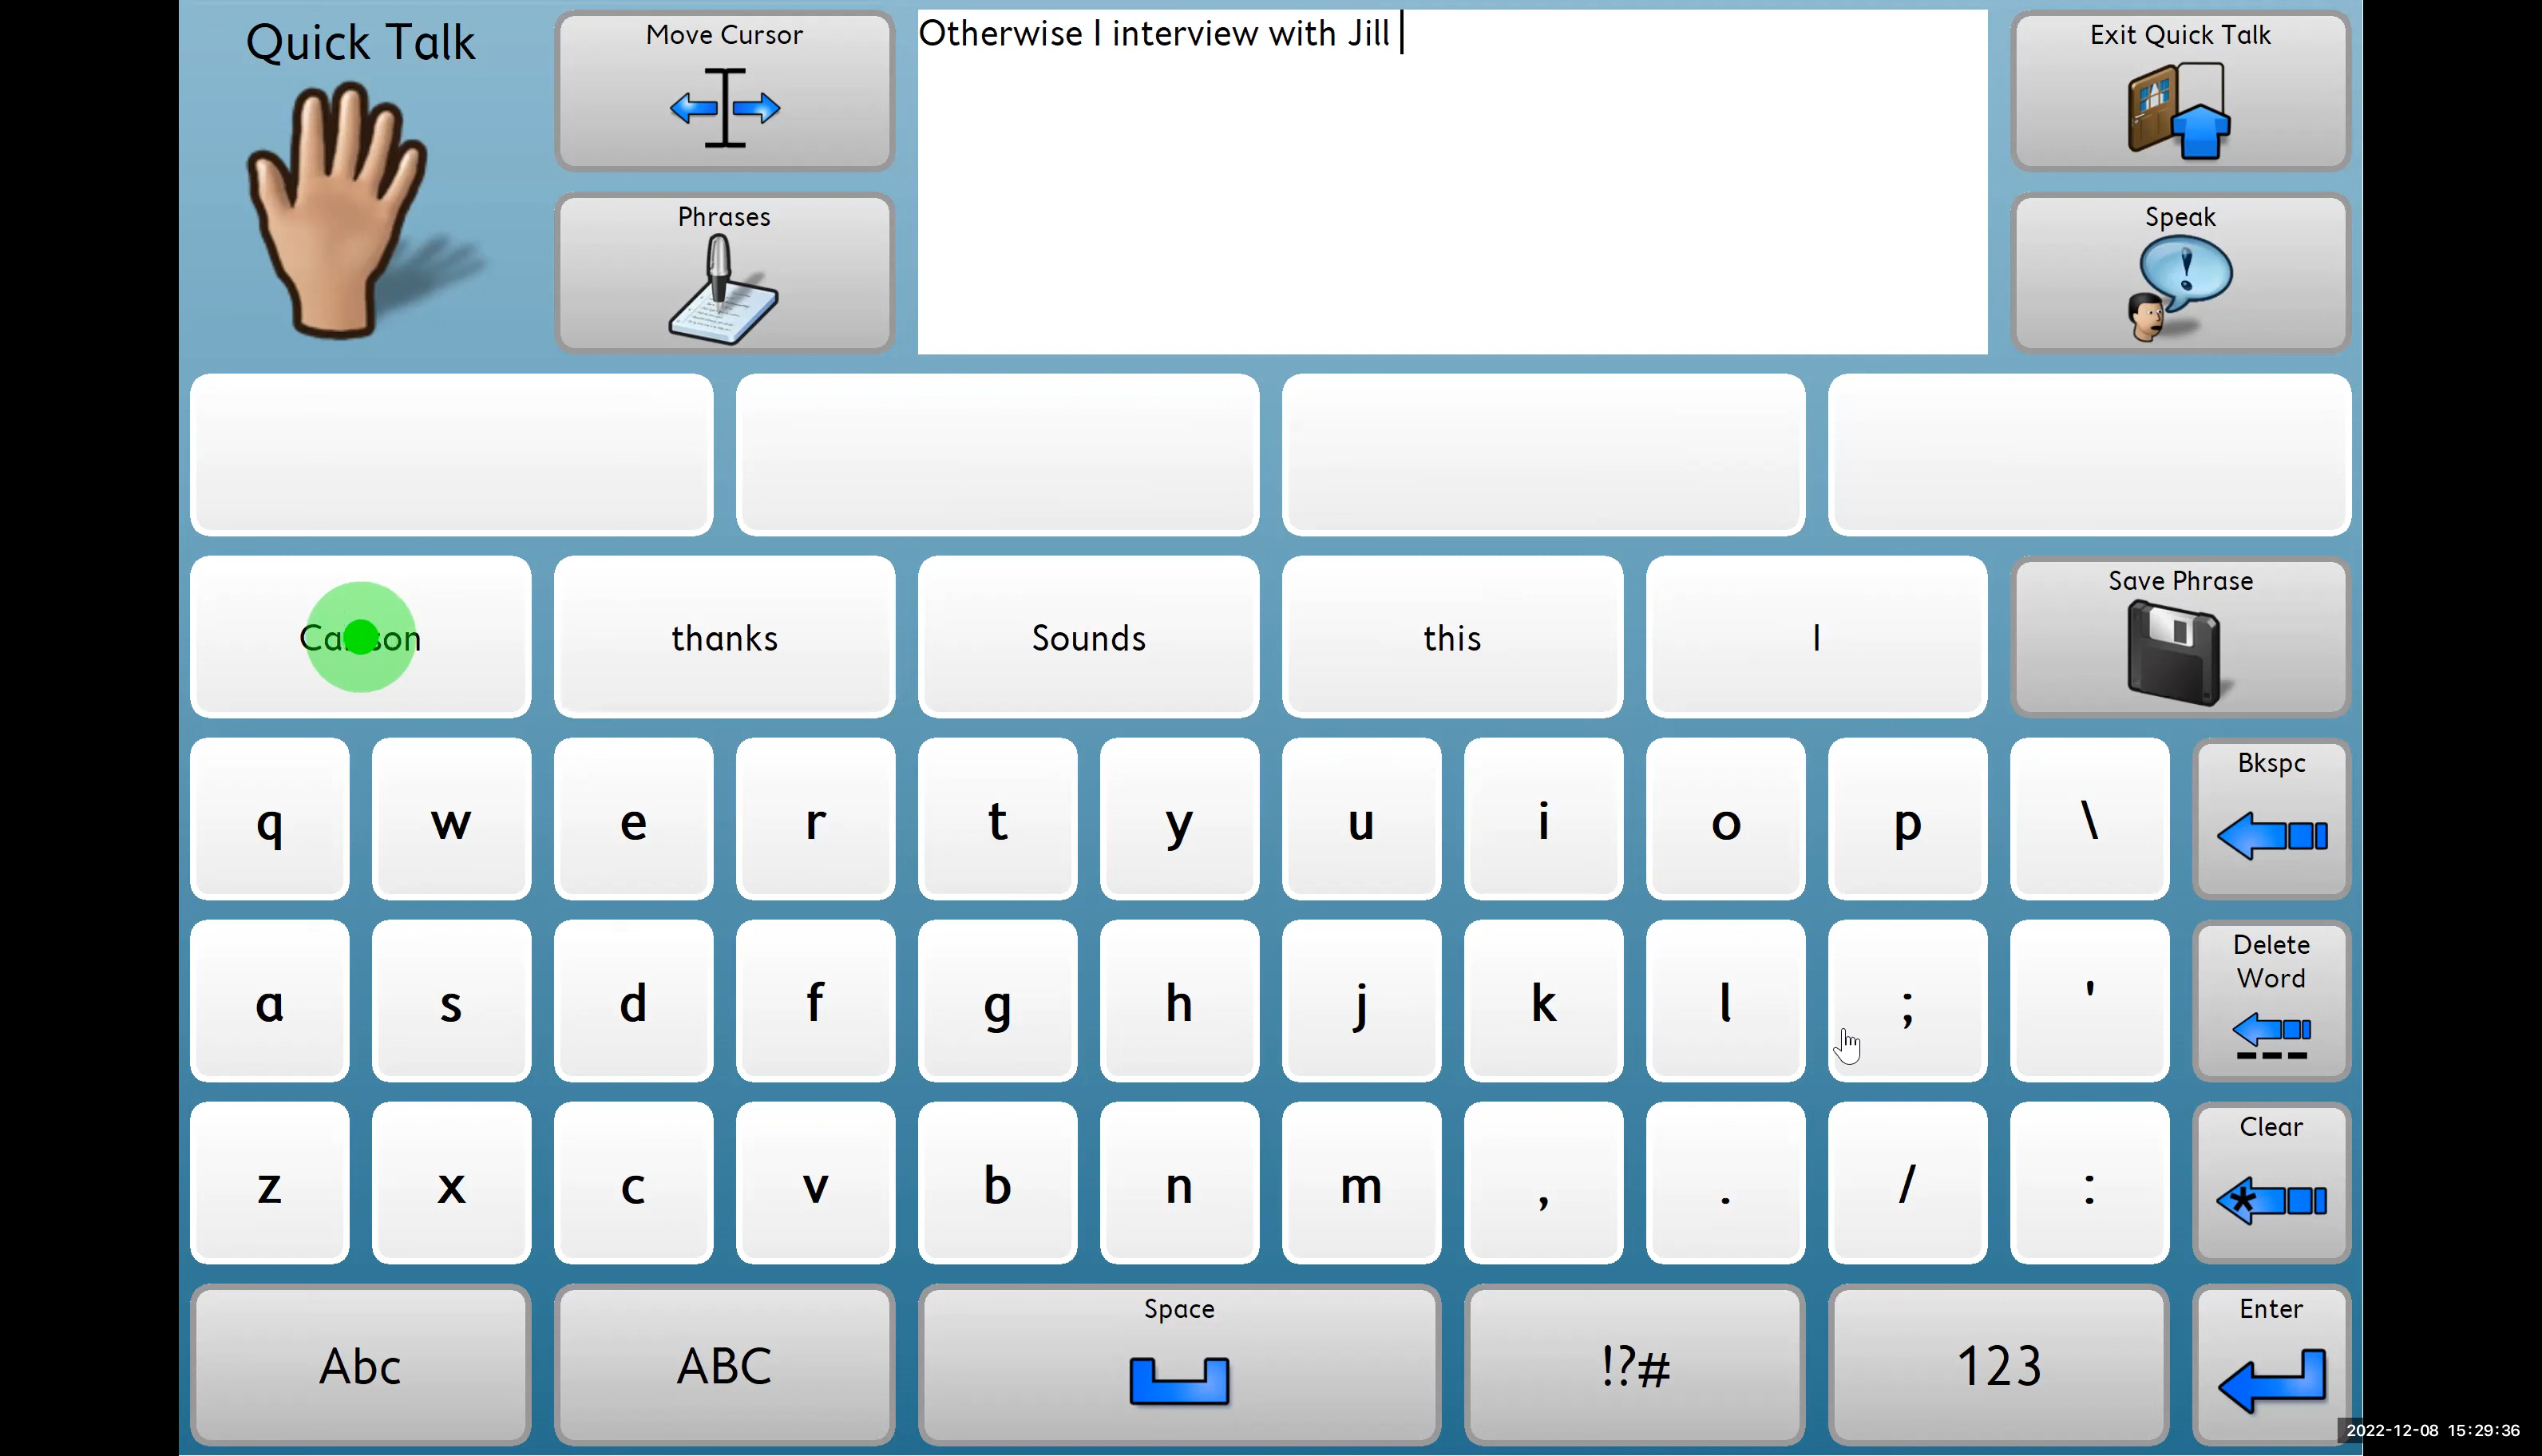 Quick Talk
Move Cursor
Otherwise I interview with Jill
Exit Quick Talk
Phrases
Speak
thanks
Sounds
this
I
Save Phrase
q w e r t y u i o p \
Bkspc
a s d f g h j k l ; '
Delete
Word
z x c v b n m , . / :
Clear
*
Abc
ABC
Space
!?#
123
Enter
2022-12-08 15:29:36